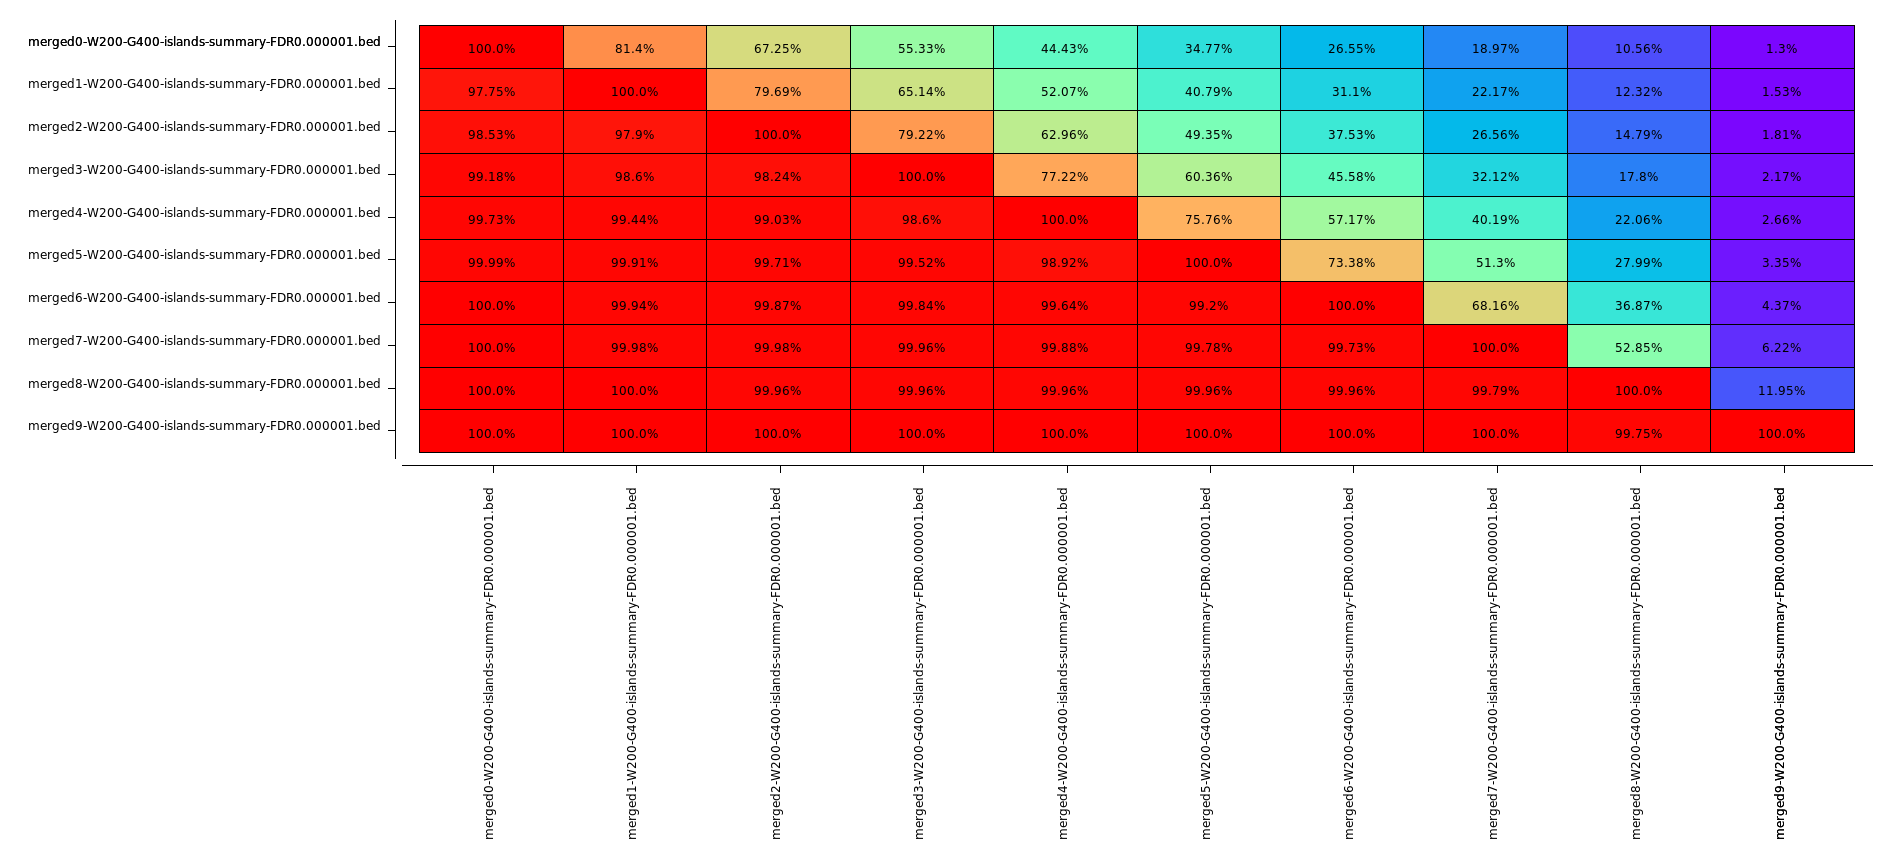 merged0-W200-G400-islands-summary-FDR0.000001.bed 100.0% 81.4% 67.25% 55.33% 44.43% 34.77% 26.55% 18.97% 10.56% 1.3%
merged1-W200-G400-islands-summary-FDR0.000001.bed 97.75% 100.0% 79.69% 65.14% 52.07% 40.79% 31.1% 22.17% 12.32% 1.53%
merged2-W200-G400-islands-summary-FDR0.000001.bed 98.53% 97.9% 100.0% 79.22% 62.96% 49.35% 37.53% 26.56% 14.79% 1.81%
merged3-W200-G400-islands-summary-FDR0.000001.bed 99.18% 98.6% 98.24% 100.0% 77.22% 60.36% 45.58% 32.12% 17.8% 2.17%
merged4-W200-G400-islands-summary-FDR0.000001.bed 99.73% 99.44% 99.03% 98.6% 100.0% 75.76% 57.17% 40.19% 22.06% 2.66%
merged5-W200-G400-islands-summary-FDR0.000001.bed 99.99% 99.91% 99.71% 99.52% 98.92% 100.0% 73.38% 51.3% 27.99% 3.35%
merged6-W200-G400-islands-summary-FDR0.000001.bed 100.0% 99.94% 99.87% 99.84% 99.64% 99.2% 100.0% 68.16% 36.87% 4.37%
merged7-W200-G400-islands-summary-FDR0.000001.bed 100.0% 99.98% 99.98% 99.96% 99.88% 99.78% 99.73% 100.0% 52.85% 6.22%
merged8-W200-G400-islands-summary-FDR0.000001.bed 100.0% 100.0% 99.96% 99.96% 99.96% 99.96% 99.96% 99.79% 100.0% 11.95%
merged9-W200-G400-islands-summary-FDR0.000001.bed 100.0% 100.0% 100.0% 100.0% 100.0% 100.0% 100.0% 100.0% 99.75% 100.0%
merged0-W200-G400-islands-summary-FDR0.000001.bed
merged1-W200-G400-islands-summary-FDR0.000001.bed
merged2-W200-G400-islands-summary-FDR0.000001.bed
merged3-W200-G400-islands-summary-FDR0.000001.bed
merged4-W200-G400-islands-summary-FDR0.000001.bed
merged5-W200-G400-islands-summary-FDR0.000001.bed
merged6-W200-G400-islands-summary-FDR0.000001.bed
merged7-W200-G400-islands-summary-FDR0.000001.bed
merged8-W200-G400-islands-summary-FDR0.000001.bed
merged9-W200-G400-islands-summary-FDR0.000001.bed